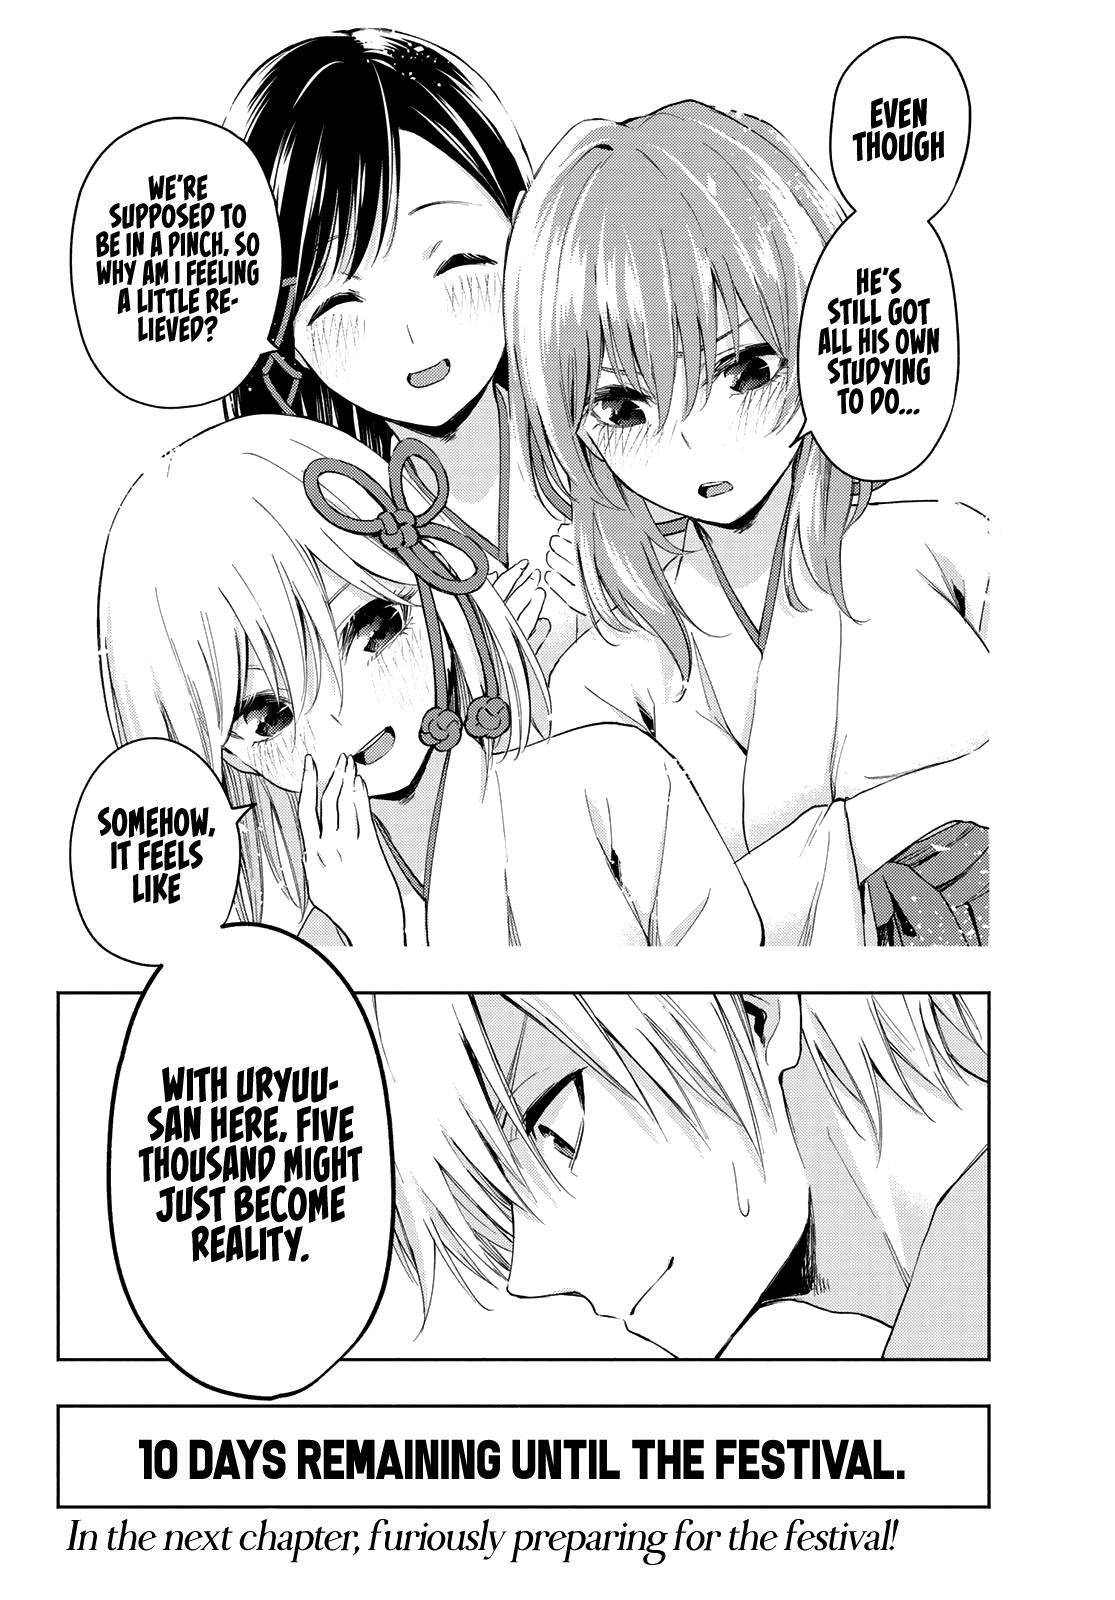 EVEN
THOUGH
HE'S
STILL GOT
ALL HIS OWN
STUDYING
TO DO...
WE'RE
SUPPOSED TO
BE IN A PINCH, SO
WHY AM I FEELING
A LITTLE RE-
LIEVED?
SOMEHOW,
IT FEELS
LIKE
WITH URYUU-
SAN HERE, FIVE
THOUSAND MIGHT
JUST BECOME
REALITY.
10 DAYS REMAINING UNTIL THE FESTIVAL.
In the next chapter, furiously preparing for the festival!